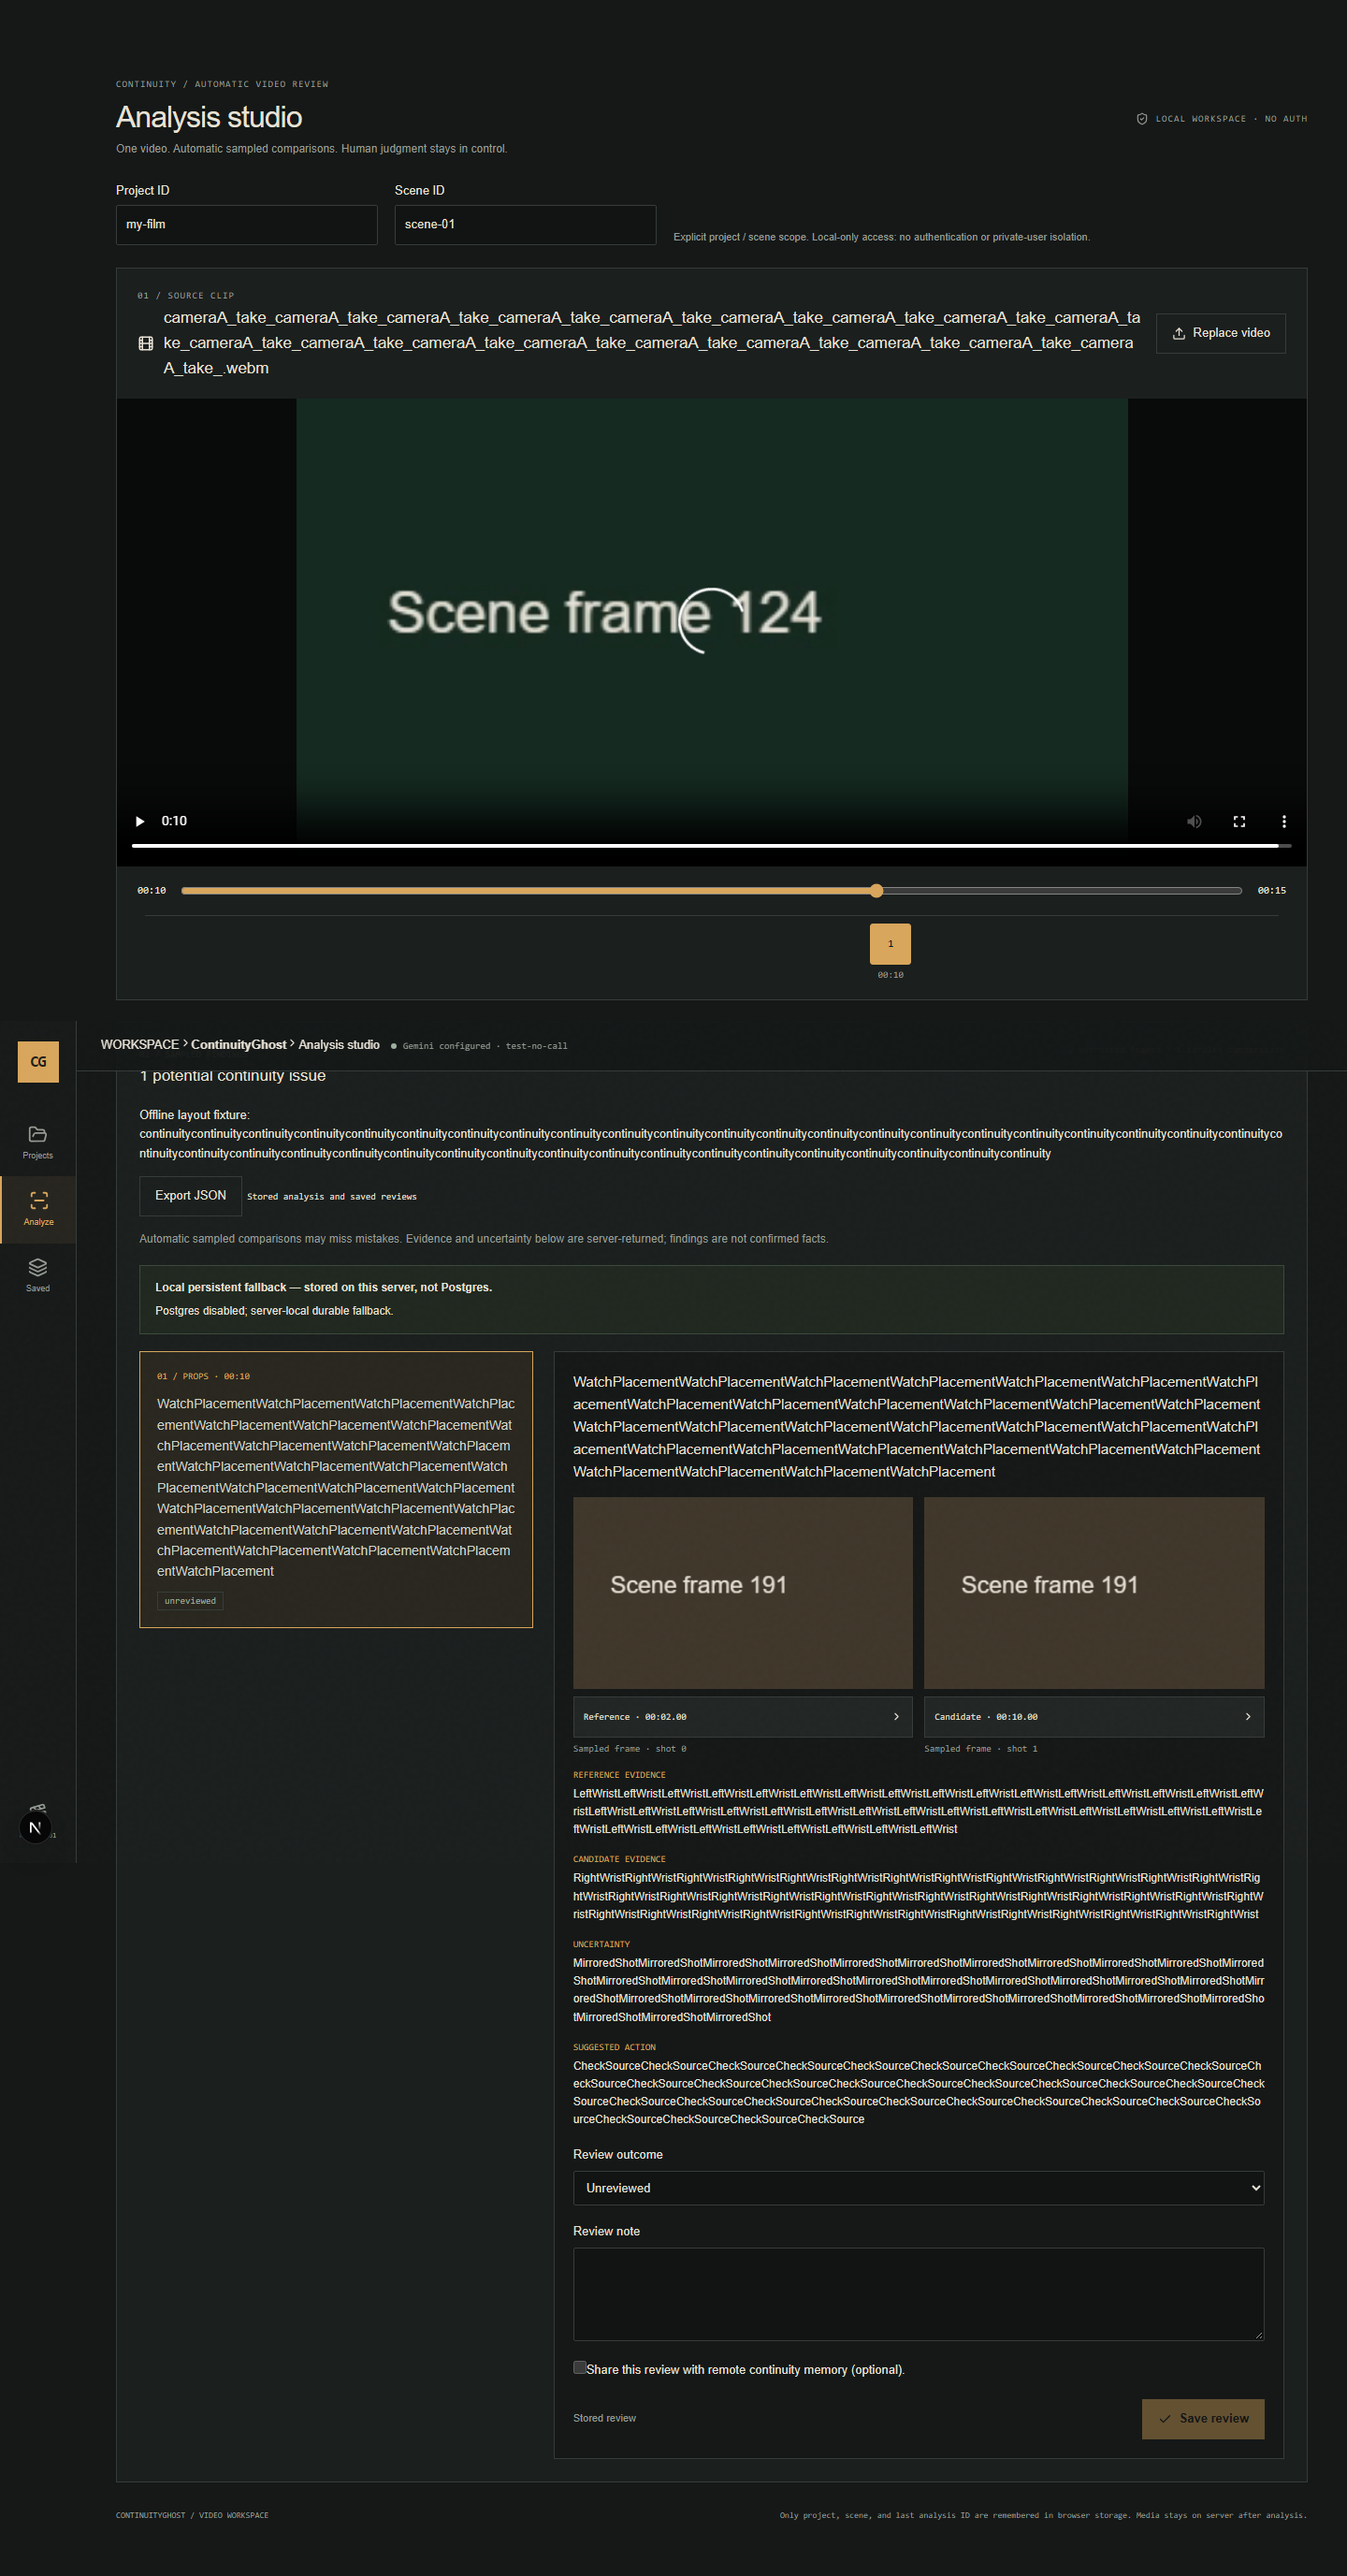 CONTINUITY / AUTOMATIC VIDEO REVIEW
Analysis studio
LOCAL WORKSPACE · NO AUTH
One video. Automatic sampled comparisons. Human judgment stays in control.
Project ID
Scene ID
my-film
scene-01
Explicit project / scene scope. Local-only access: no authentication or private-user isolation.
01 / SOURCE CLIP
cameraA_take_cameraA_take_cameraA_take_cameraA_take_cameraA_take_cameraA_take_cameraA_take_cameraA_take_cameraA_ta
ke_cameraA_take_cameraA_take_cameraA_take_cameraA_take_cameraA_take_cameraA_take_cameraA_take_cameraA_take_camera
A_take_.webm
Replace video
Scene frame 124
0:10
00:10
00:15
1
00:10
CG
WORKSPACE › ContinuityGhost › Analysis studio
Gemini configured · test-no-call
Projects
Analyze
Saved
1 potential continuity issue
Offline layout fixture:
continuitycontinuitycontinuitycontinuitycontinuitycontinuitycontinuitycontinuitycontinuitycontinuitycontinuitycontinuitycontinuitycontinuitycontinuitycontinuitycontinuitycontinuitycontinuitycontinuitycontinuitycontinuityco
ntinuitycontinuitycontinuitycontinuitycontinuitycontinuitycontinuitycontinuitycontinuitycontinuitycontinuitycontinuitycontinuitycontinuitycontinuitycontinuitycontinuitycontinuity
Export JSON
Stored analysis and saved reviews
Automatic sampled comparisons may miss mistakes. Evidence and uncertainty below are server-returned; findings are not confirmed facts.
Local persistent fallback — stored on this server, not Postgres.
Postgres disabled; server-local durable fallback.
01 / PROPS · 00:10
WatchPlacementWatchPlacementWatchPlacementWatchPlac
ementWatchPlacementWatchPlacementWatchPlacementWat
chPlacementWatchPlacementWatchPlacementWatchPlacem
entWatchPlacementWatchPlacementWatchPlacementWatch
PlacementWatchPlacementWatchPlacementWatchPlacement
WatchPlacementWatchPlacementWatchPlacementWatchPlac
ementWatchPlacementWatchPlacementWatchPlacementWat
chPlacementWatchPlacementWatchPlacementWatchPlacem
entWatchPlacement
unreviewed
WatchPlacementWatchPlacementWatchPlacementWatchPlacementWatchPlacementWatchPlacementWatchPl
acementWatchPlacementWatchPlacementWatchPlacementWatchPlacementWatchPlacementWatchPlacement
WatchPlacementWatchPlacementWatchPlacementWatchPlacementWatchPlacementWatchPlacementWatchPl
acementWatchPlacementWatchPlacementWatchPlacementWatchPlacementWatchPlacementWatchPlacement
WatchPlacementWatchPlacementWatchPlacementWatchPlacement
Scene frame 191
Scene frame 191
Reference · 00:02.00
Candidate · 00:10.00
Sampled frame · shot 0
Sampled frame · shot 1
REFERENCE EVIDENCE
LeftWristLeftWristLeftWristLeftWristLeftWristLeftWristLeftWristLeftWristLeftWristLeftWristLeftWristLeftWristLeftWristLeftWristLeftWristLeftW
ristLeftWristLeftWristLeftWristLeftWristLeftWristLeftWristLeftWristLeftWristLeftWristLeftWristLeftWristLeftWristLeftWristLeftWristLeftWristLe
ftWristLeftWristLeftWristLeftWristLeftWristLeftWristLeftWristLeftWristLeftWrist
CANDIDATE EVIDENCE
RightWristRightWristRightWristRightWristRightWristRightWristRightWristRightWristRightWristRightWristRightWristRightWristRightWristRig
htWristRightWristRightWristRightWristRightWristRightWristRightWristRightWristRightWristRightWristRightWristRightWristRightWristRightW
ristRightWristRightWristRightWristRightWristRightWristRightWristRightWristRightWristRightWristRightWristRightWristRightWristRightWrist
UNCERTAINTY
MirroredShotMirroredShotMirroredShotMirroredShotMirroredShotMirroredShotMirroredShotMirroredShotMirroredShotMirroredShotMirrored
ShotMirroredShotMirroredShotMirroredShotMirroredShotMirroredShotMirroredShotMirroredShotMirroredShotMirroredShotMirroredShotMirr
oredShotMirroredShotMirroredShotMirroredShotMirroredShotMirroredShotMirroredShotMirroredShotMirroredShotMirroredShotMirroredSho
tMirroredShotMirroredShotMirroredShot
SUGGESTED ACTION
CheckSourceCheckSourceCheckSourceCheckSourceCheckSourceCheckSourceCheckSourceCheckSourceCheckSourceCheckSourceCh
eckSourceCheckSourceCheckSourceCheckSourceCheckSourceCheckSourceCheckSourceCheckSourceCheckSourceCheckSourceCheck
SourceCheckSourceCheckSourceCheckSourceCheckSourceCheckSourceCheckSourceCheckSourceCheckSourceCheckSourceCheckSo
urceCheckSourceCheckSourceCheckSourceCheckSource
Review outcome
Unreviewed
Review note
Share this review with remote continuity memory (optional).
Stored review
Save review
CONTINUITYGHOST / VIDEO WORKSPACE
Only project, scene, and last analysis ID are remembered in browser storage. Media stays on server after analysis.